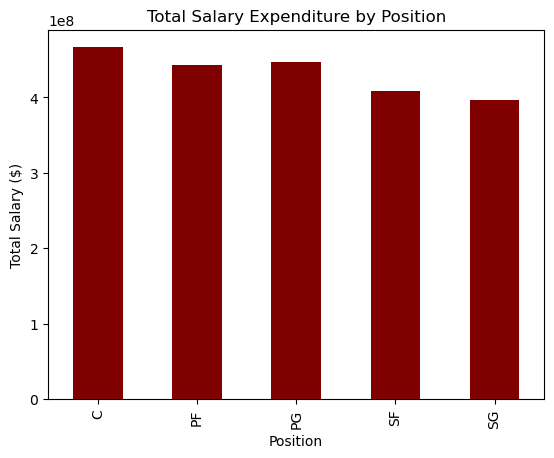 Total Salary Expenditure by Position
1e8
Total Salary ($)
4
3
2
1
0
C
PF
PG
SF
SG
Position